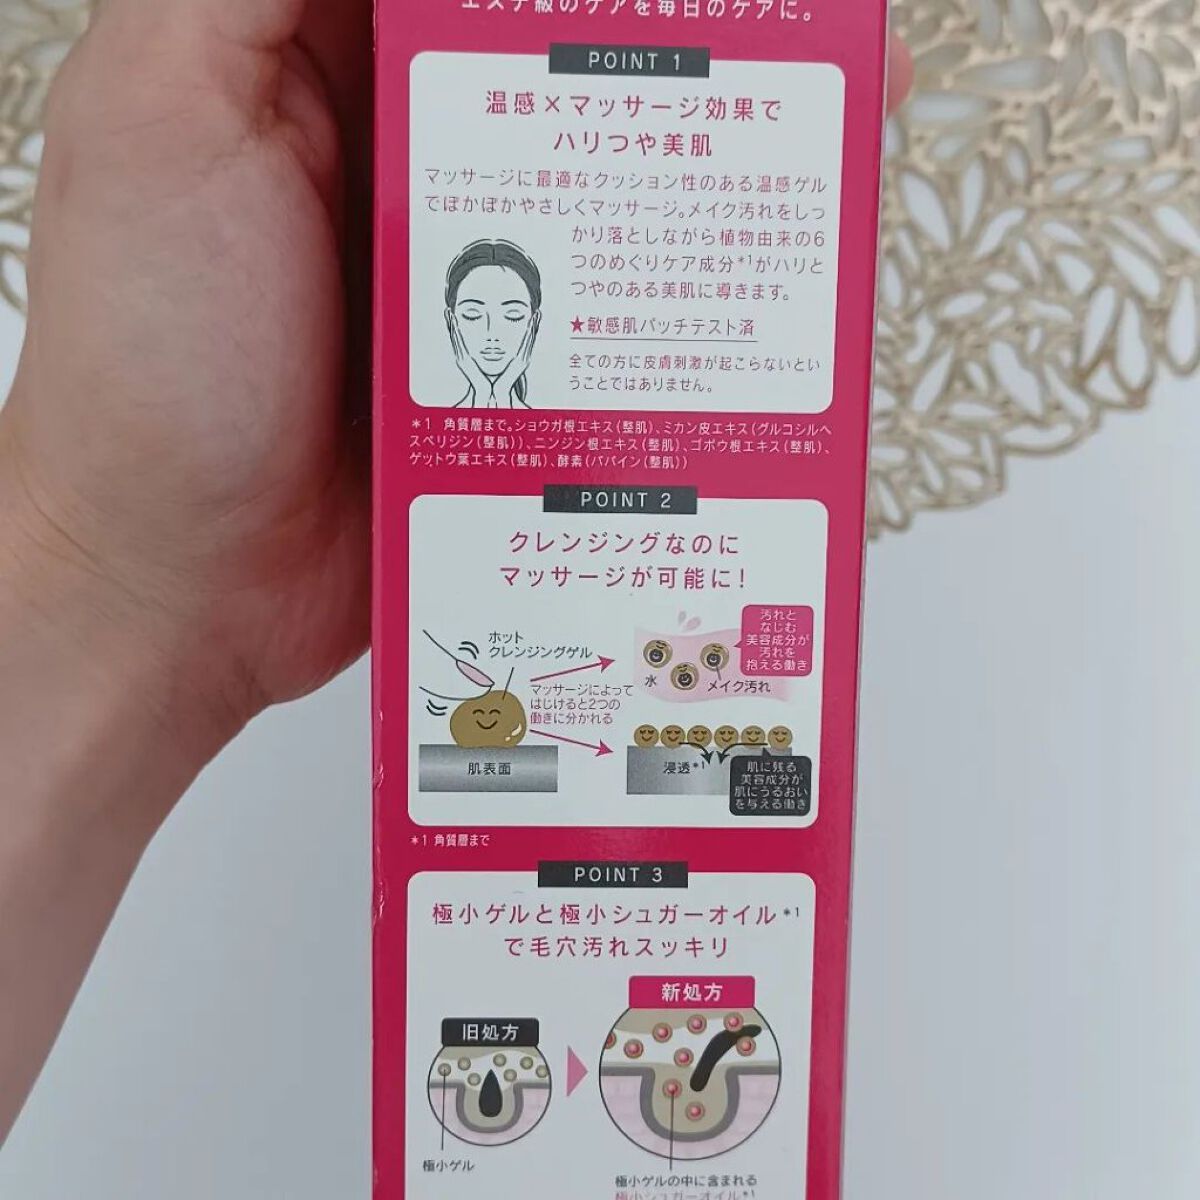 エステ級のケアを毎日のケアに。
POINT 1
温感×マッサージ効果で
ハリつや美肌
マッサージに最適なクッション性のある温感ゲル
でぽかぽかやさしくマッサージ。メイク汚れをしっ
かり落としながら植物由来の6
つのめぐりケア成分*1がハリと
つやのある美肌に導きます。
★敏感肌パッチテスト済
全ての方に皮膚刺激が起こらないとい
うことではありません。
*1 角質層まで。ショウガ根エキス(整肌)、ミカン皮エキス(グルコシルヘ
スペリジン(整肌))、ニンジン根エキス(整肌)、ゴボウ根エキス(整肌)、
ゲットウ葉エキス(整肌)、酵素(パパイン(整肌))
POINT 2
クレンジングなのに
マッサージが可能に!
ホット
クレンジングゲル
マッサージによって
はじけると2つの
働きに分かれる
肌表面
汚れと
なじむ
美容成分が
汚れを
抱える働き
水
メイク汚れ
浸透*1
肌に残る
美容成分が
肌にうるおい
を与える働き
*1 角質層まで
POINT 3
極小ゲルと極小シュガーオイル*1
で毛穴汚れスッキリ
旧処方
極小ゲル
新処方
極小ゲルの中に含まれる
極小シュガーオイル*1